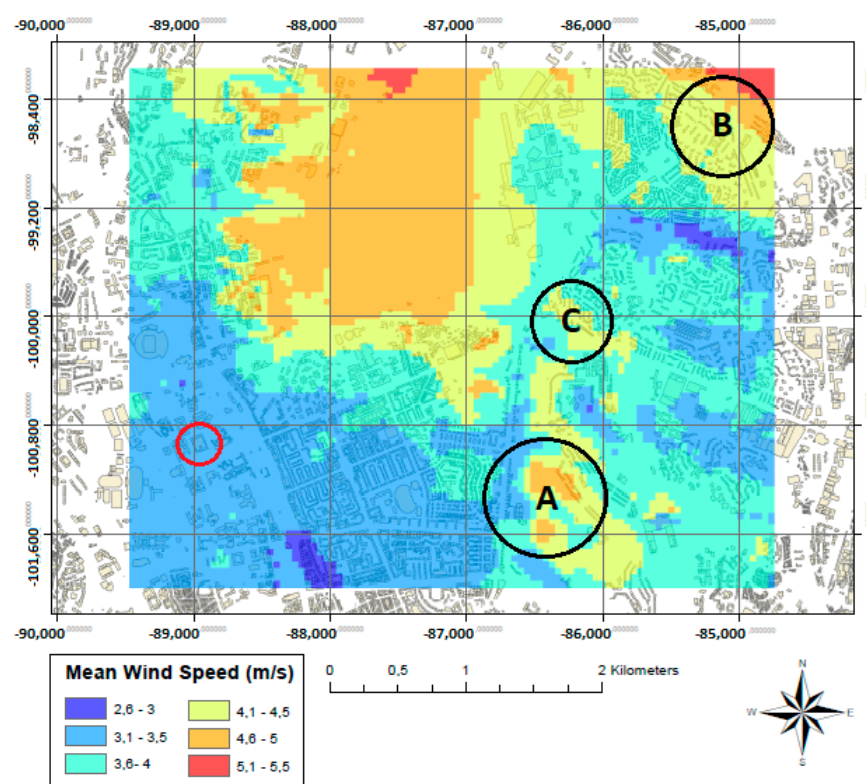 -90,000 -89,000 -88,000 -87,000 -86,000 -85,000
-98,400
-99,200
-100,000
-100,800
-101,600
B
C
A
-90,000 -89,000 -88,000 -87,000 -86,000 -85,000
Mean Wind Speed (m/s)
2,6 - 3 4,1 - 4,5
3,1 - 3,5 4,6 - 5
3,6- 4 5,1 - 5,5
0 0,5 1 2 Kilometers
N
W E
S